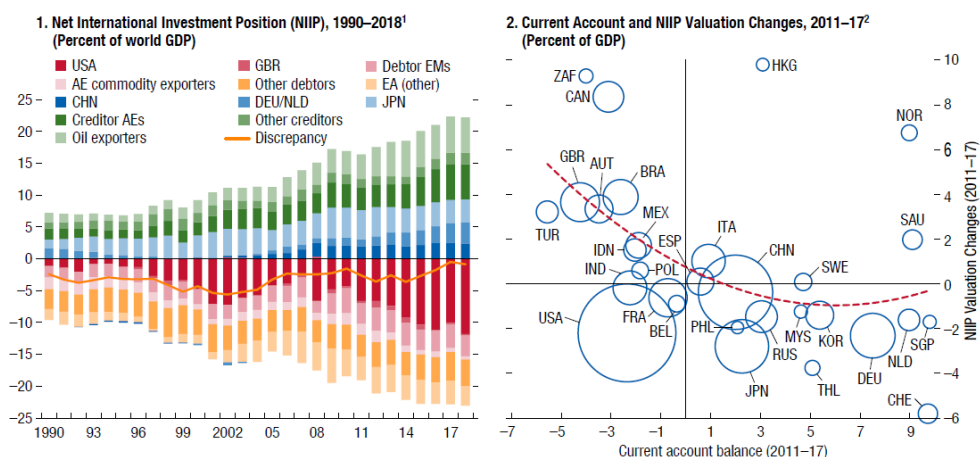 1. Net International Investment Position (NIIP), 1990–2018¹
(Percent of world GDP)
USA
GBR
Debtor EMs
AE commodity exporters
Other debtors
EA (other)
CHN
DEU/NLD
JPN
Creditor AEs
Other creditors
Oil exporters
Discrepancy
25
20
15
10
5
0
−5
−10
−15
−20
−25
1990
93
96
99
2002
05
08
11
14
17
2. Current Account and NIIP Valuation Changes, 2011–17²
(Percent of GDP)
HKG
ZAF
CAN
NOR
GBR
AUT
BRA
TUR
MEX
IDN
ESP
ITA
CHN
SAU
IND
POL
SWE
USA
FRA
BEL
PHL
MYS
KOR
RUS
JPN
THL
DEU
NLD
SGP
CHE
10
8
6
4
2
0
−2
−4
−6
−7
−5
−3
−1
1
3
5
7
9
Current account balance (2011–17)
NIIP Valuation Changes (2011–17)